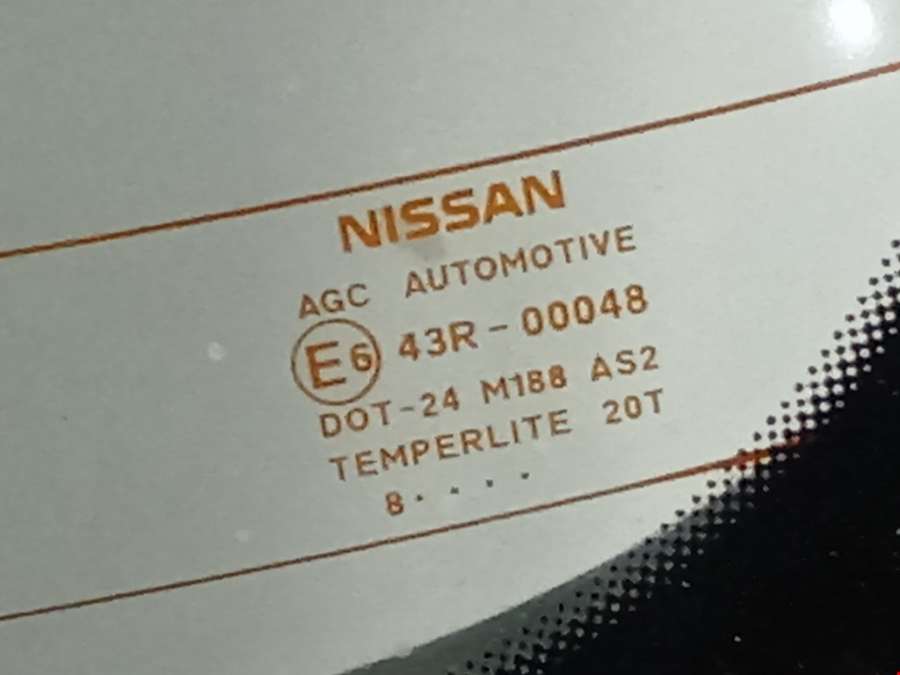 NISSAN
AGC AUTOMOTIVE
E6 43R-00048
DOT-24 M188 AS2
TEMPERLITE 20T
8. . . .